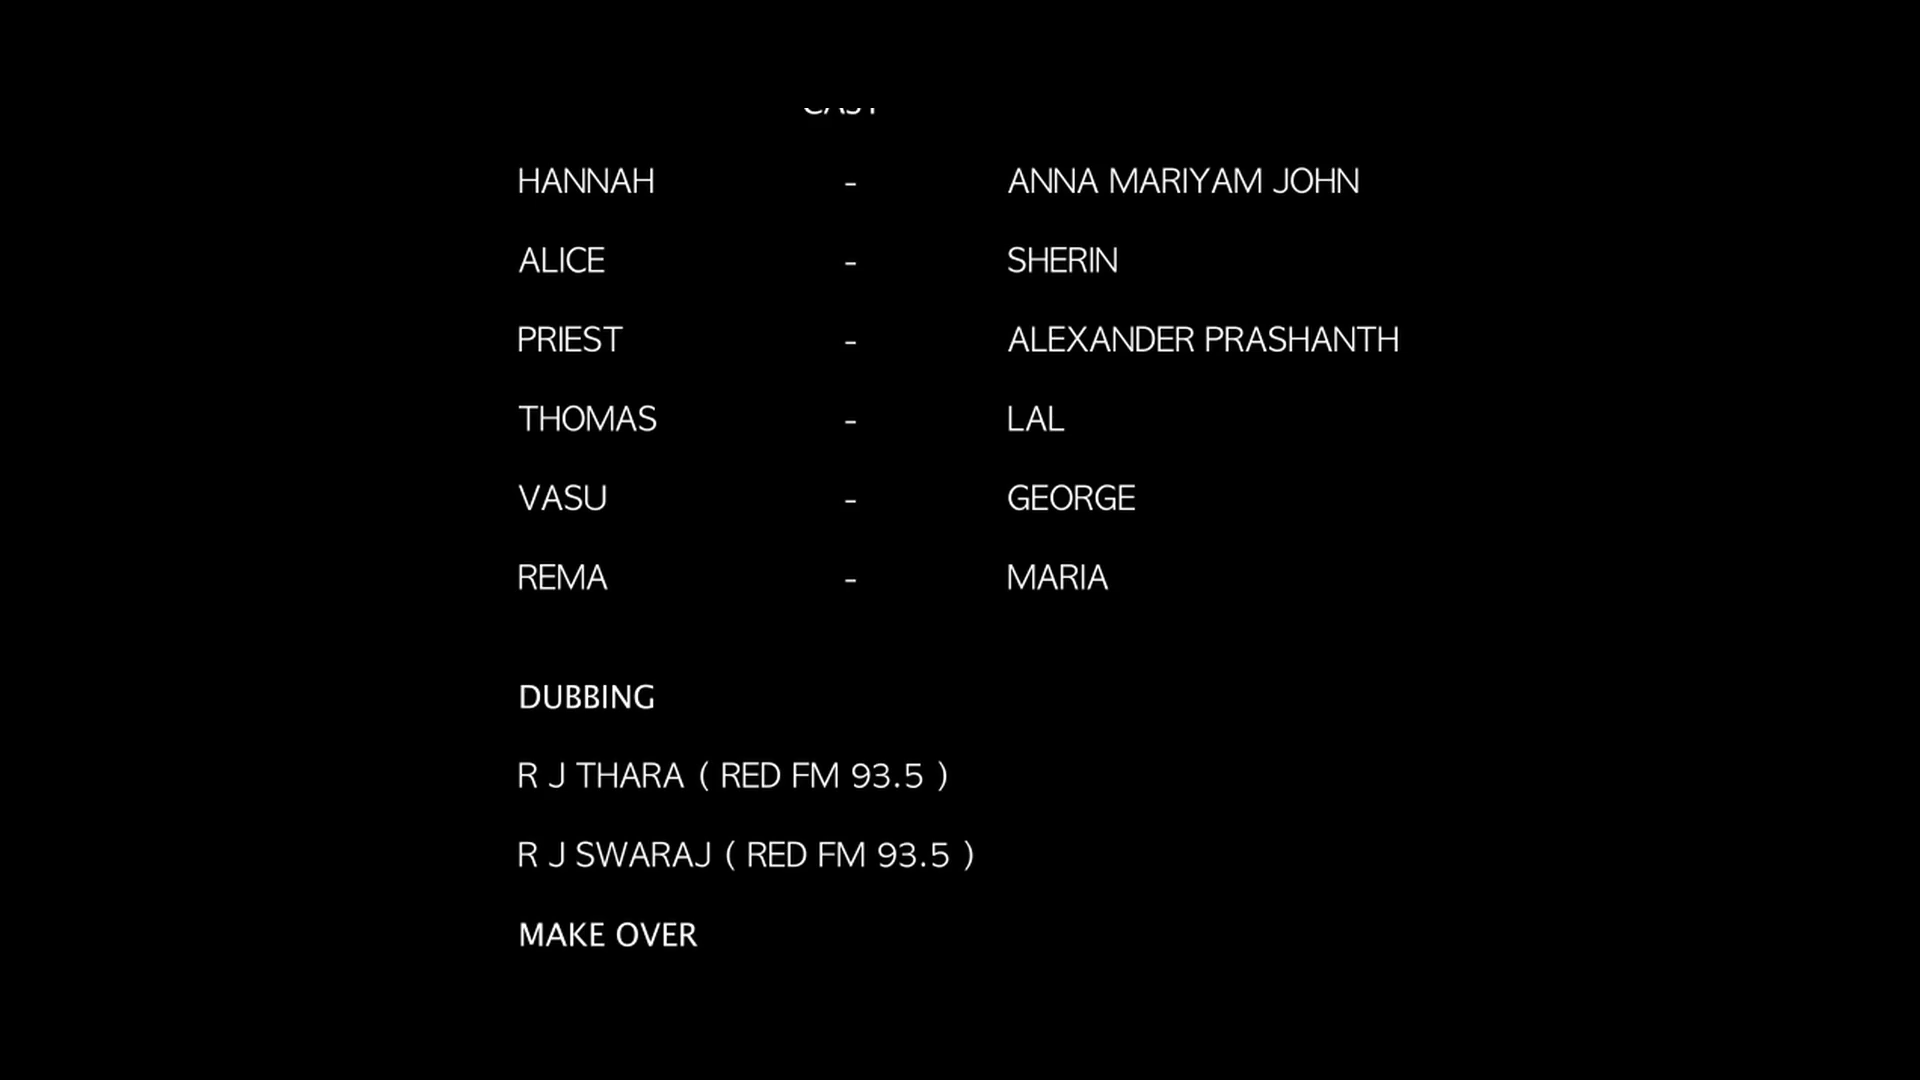 CAST
HANNAH - ANNA MARIYAM JOHN
ALICE - SHERIN
PRIEST - ALEXANDER PRASHANTH
THOMAS - LAL
VASU - GEORGE
REMA - MARIA
DUBBING
R J THARA ( RED FM 93.5 )
R J SWARAJ ( RED FM 93.5 )
MAKE OVER